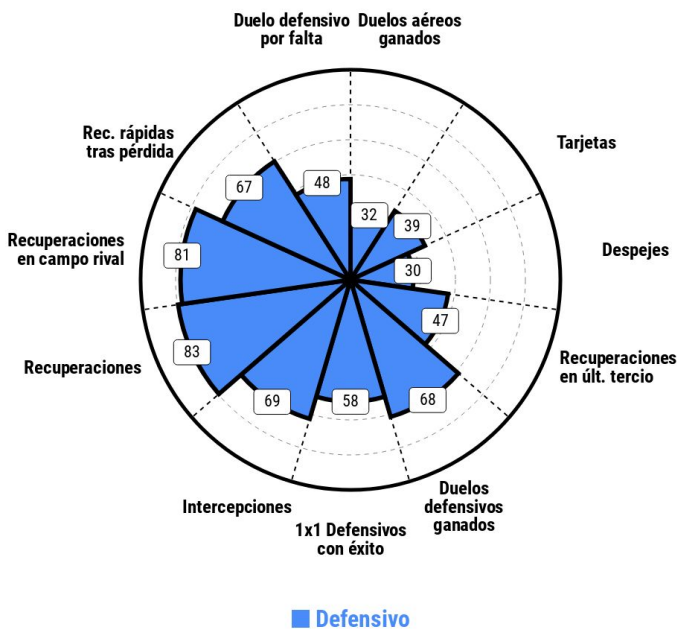 Duelo defensivo
por falta
Duelos aéreos
ganados
Rec. rápidas
tras pérdida
Tarjetas
67
48
32
39
Recuperaciones
en campo rival
81
30
Despejes
47
83
Recuperaciones
Recuperaciones
en últ. tercio
69
58
68
Intercepciones
1x1 Defensivos
con éxito
Duelos
defensivos
ganados
Defensivo